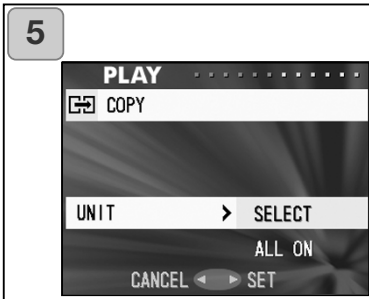 5
PLAY
COPY
UNIT > SELECT
ALL ON
CANCEL ◀ ▶ SET